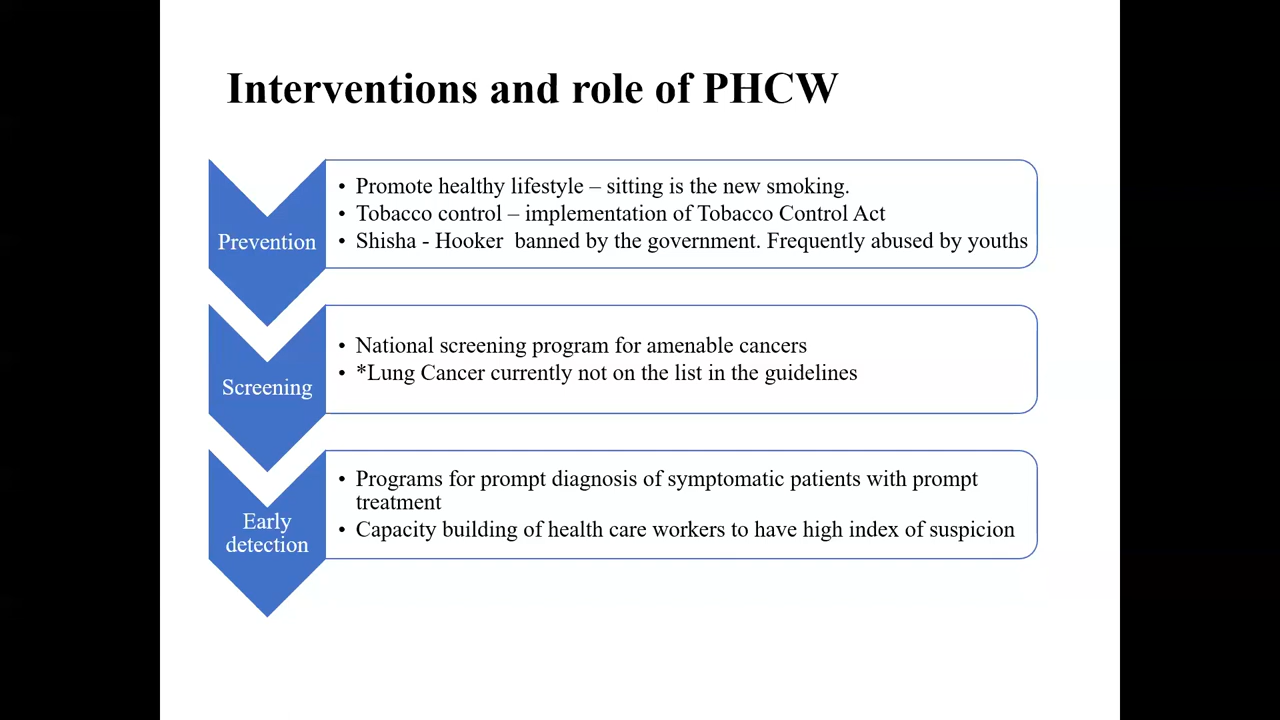 Interventions and role of PHCW
Prevention
• Promote healthy lifestyle – sitting is the new smoking.
• Tobacco control – implementation of Tobacco Control Act
• Shisha - Hooker  banned by the government. Frequently abused by youths
Screening
• National screening program for amenable cancers
• *Lung Cancer currently not on the list in the guidelines
Early
detection
• Programs for prompt diagnosis of symptomatic patients with prompt
treatment
• Capacity building of health care workers to have high index of suspicion